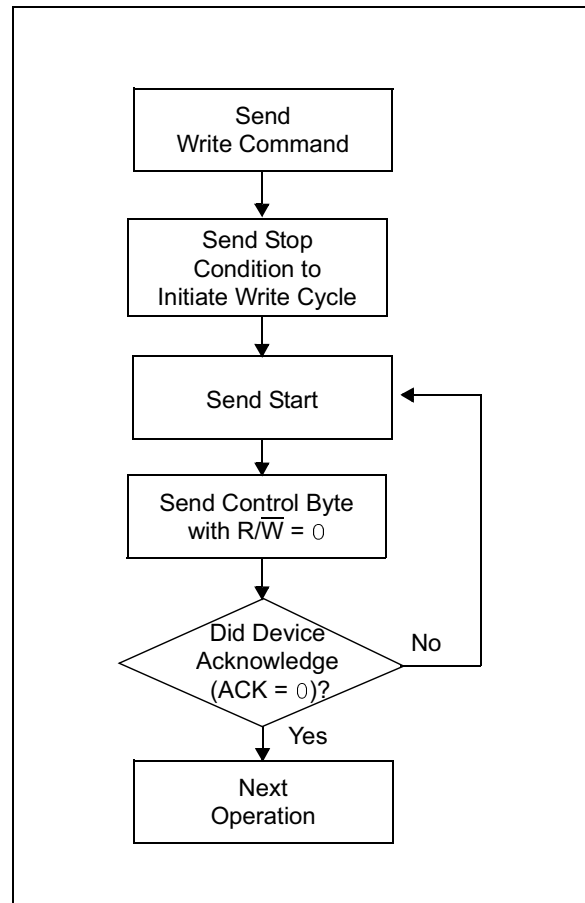 Send
Write Command
Send Stop
Condition to
Initiate Write Cycle
Send Start
Send Control Byte
with R/W̅ = 0
Did Device
Acknowledge
(ACK = 0)?
No
Yes
Next
Operation